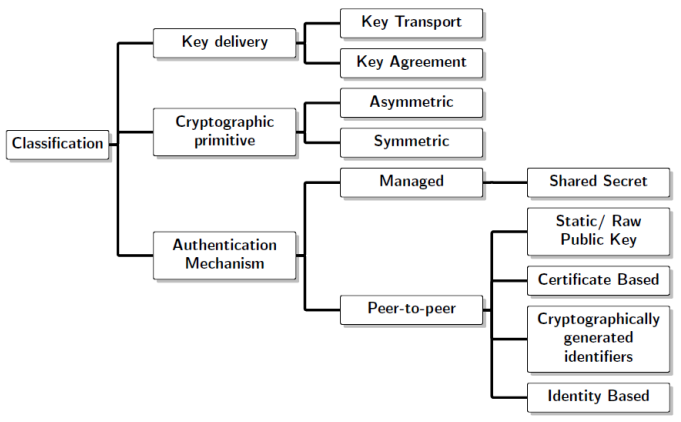 Classification
Key delivery
Key Transport
Key Agreement
Cryptographic
primitive
Asymmetric
Symmetric
Authentication
Mechanism
Managed
Shared Secret
Peer-to-peer
Static/ Raw
Public Key
Certificate Based
Cryptographically
generated
identifiers
Identity Based